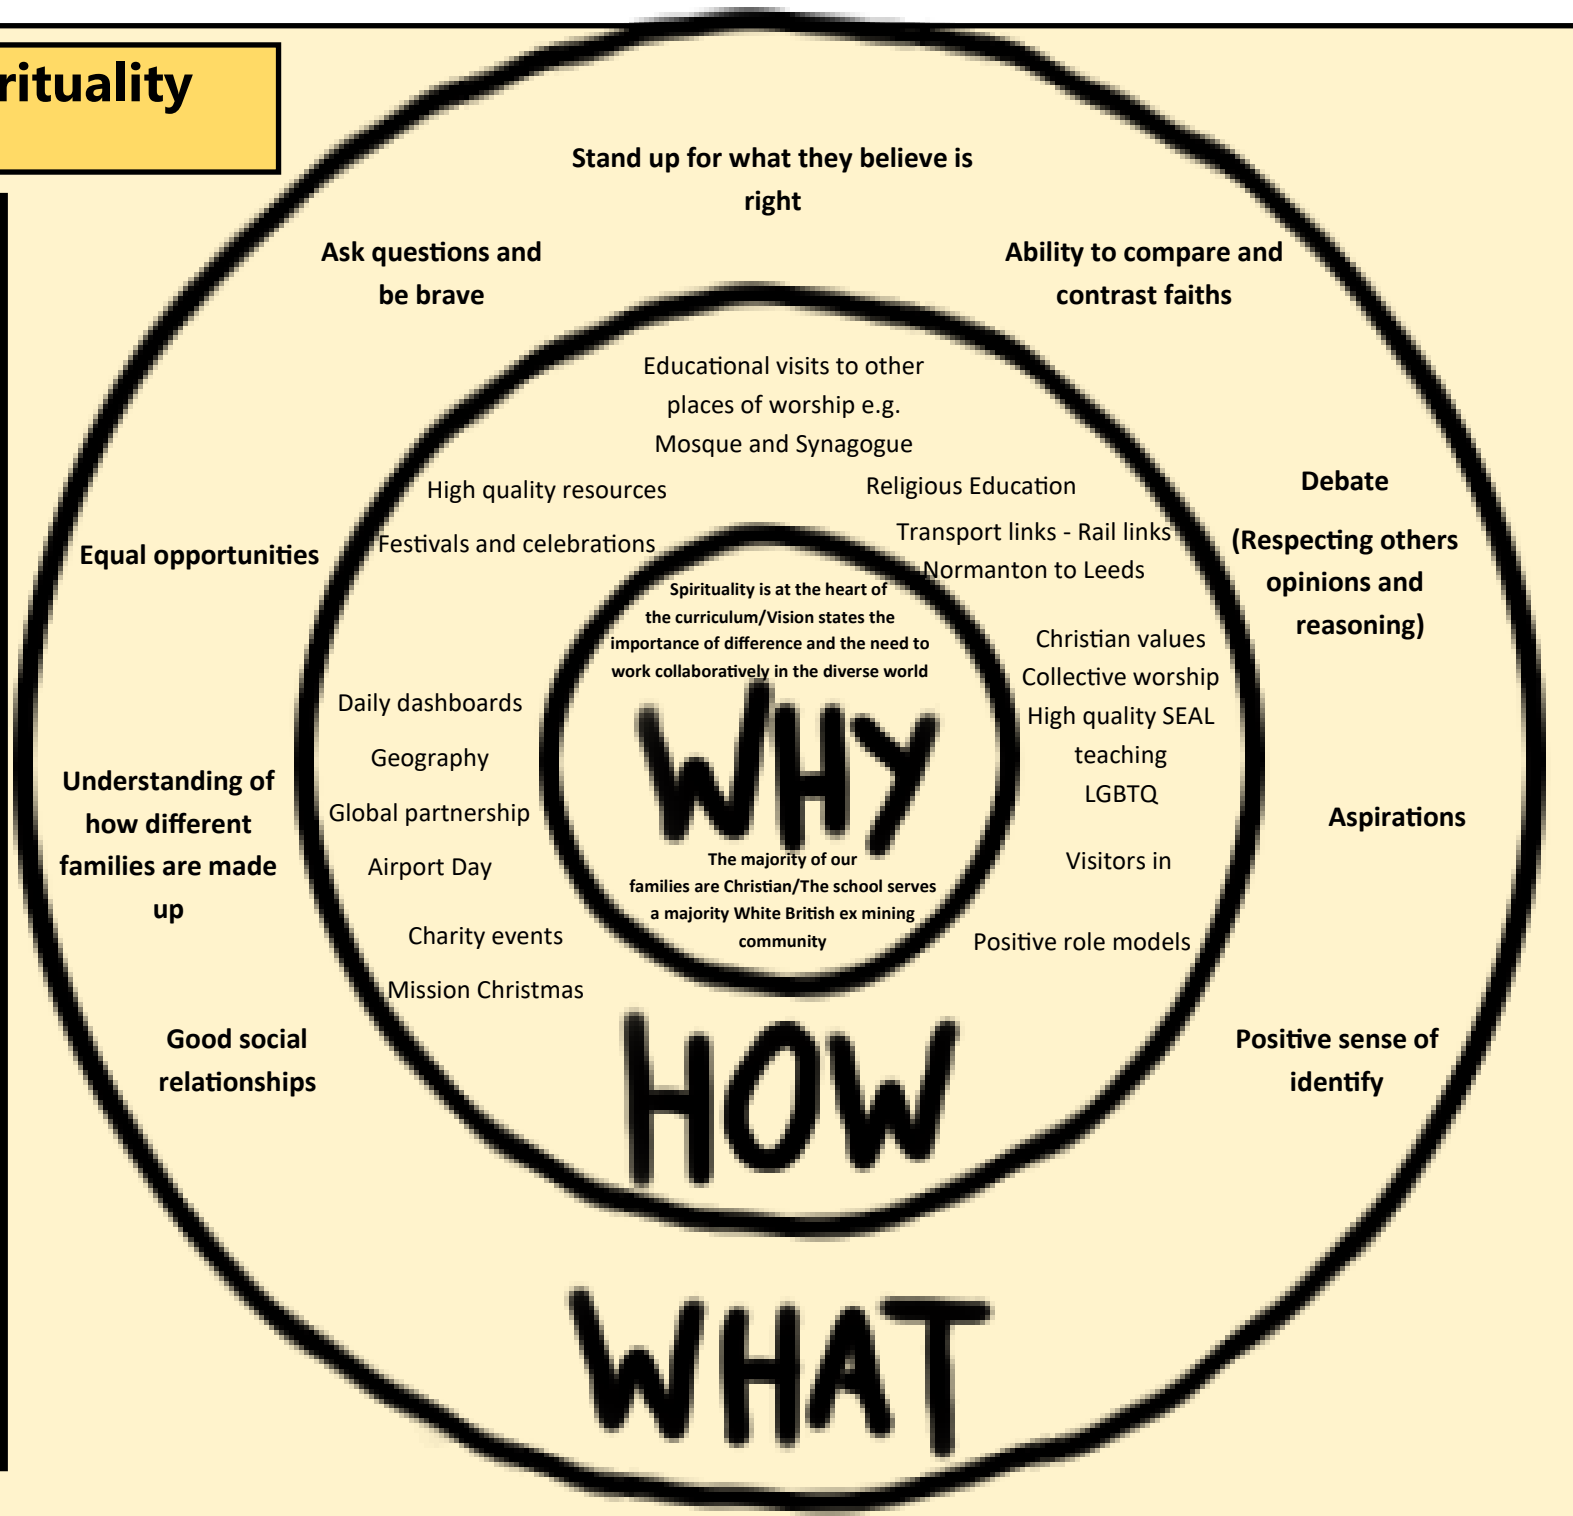 rituality
Stand up for what they believe is
right
Ask questions and
be brave
Ability to compare and
contrast faiths
Educational visits to other
places of worship e.g.
Mosque and Synagogue
High quality resources
Religious Education
Festivals and celebrations
Transport links - Rail links
Normanton to Leeds
Equal opportunities
Debate
(Respecting others
opinions and
reasoning)
Spirituality is at the heart of
the curriculum/Vision states the
importance of difference and the need to
work collaboratively in the diverse world
WHY
The majority of our
families are Christian/The school serves
a majority White British ex mining
community
Christian values
Collective worship
High quality SEAL
teaching
LGBTQ
Visitors in
Positive role models
Daily dashboards
Geography
Global partnership
Airport Day
Charity events
Mission Christmas
Understanding of
how different
families are made
up
Aspirations
Good social
relationships
Positive sense of
identify
HOW
WHAT